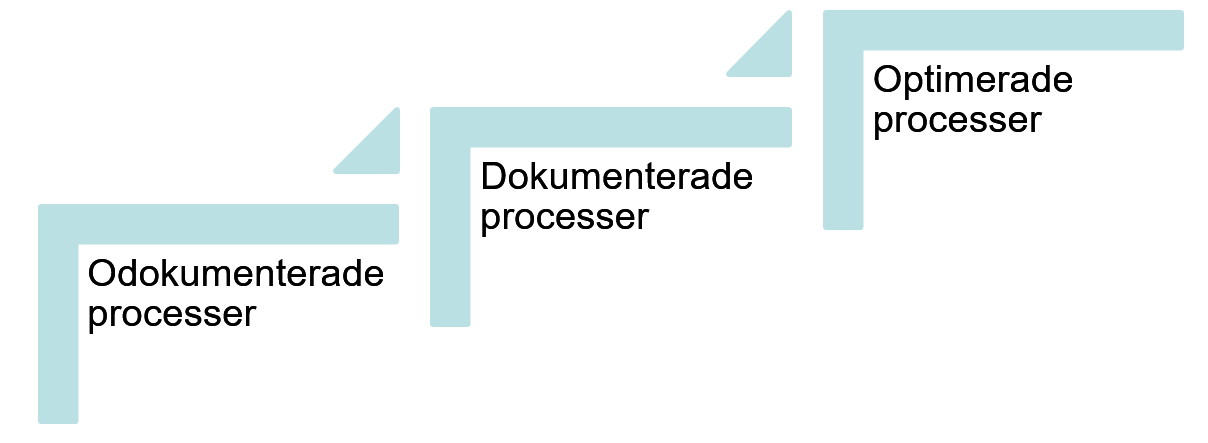 Odokumenterade
processer
Dokumenterade
processer
Optimerade
processer